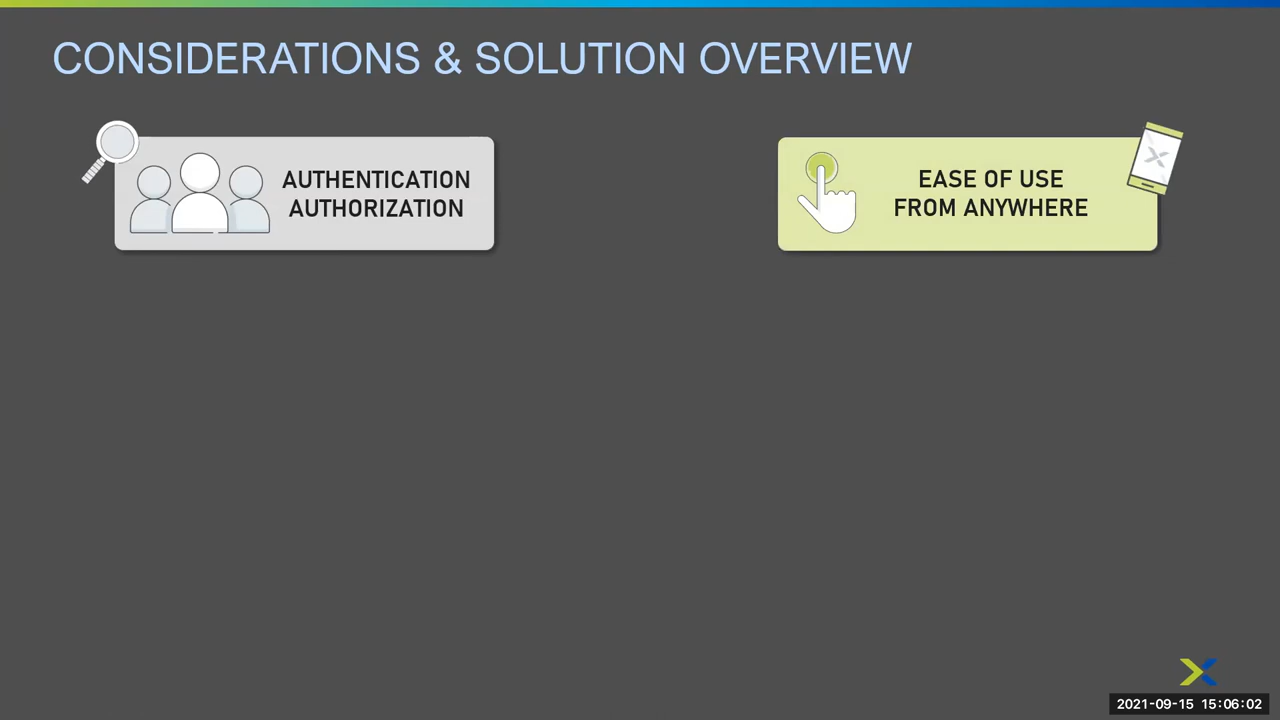 CONSIDERATIONS & SOLUTION OVERVIEW
AUTHENTICATION
AUTHORIZATION
EASE OF USE
FROM ANYWHERE
2021-09-15 15:06:02